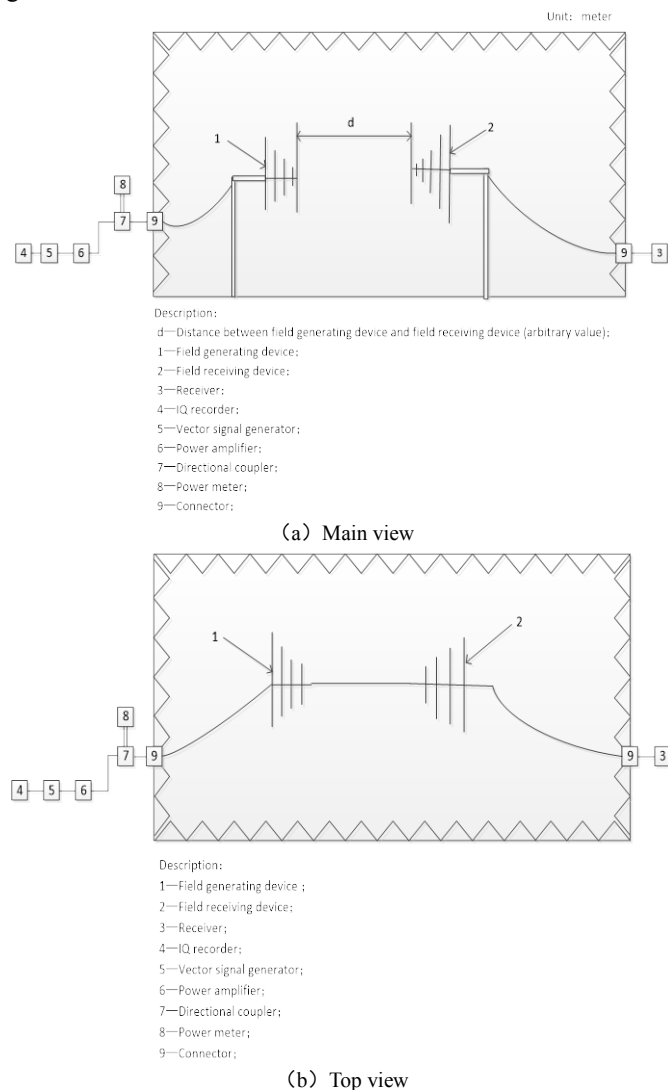 Unit: meter
d
1
2
8
7
9
4
5
6
9
3
Description:
d—Distance between field generating device and field receiving device (arbitrary value);
1—Field generating device;
2—Field receiving device;
3—Receiver;
4—IQ recorder;
5—Vector signal generator;
6—Power amplifier;
7—Directional coupler;
8—Power meter;
9—Connector;
（a）Main view
1
2
8
7
9
9
3
4
5
6
Description:
1—Field generating device ;
2—Field receiving device;
3—Receiver;
4—IQ recorder;
5—Vector signal generator;
6—Power amplifier;
7—Directional coupler;
8—Power meter;
9—Connector;
（b）Top view